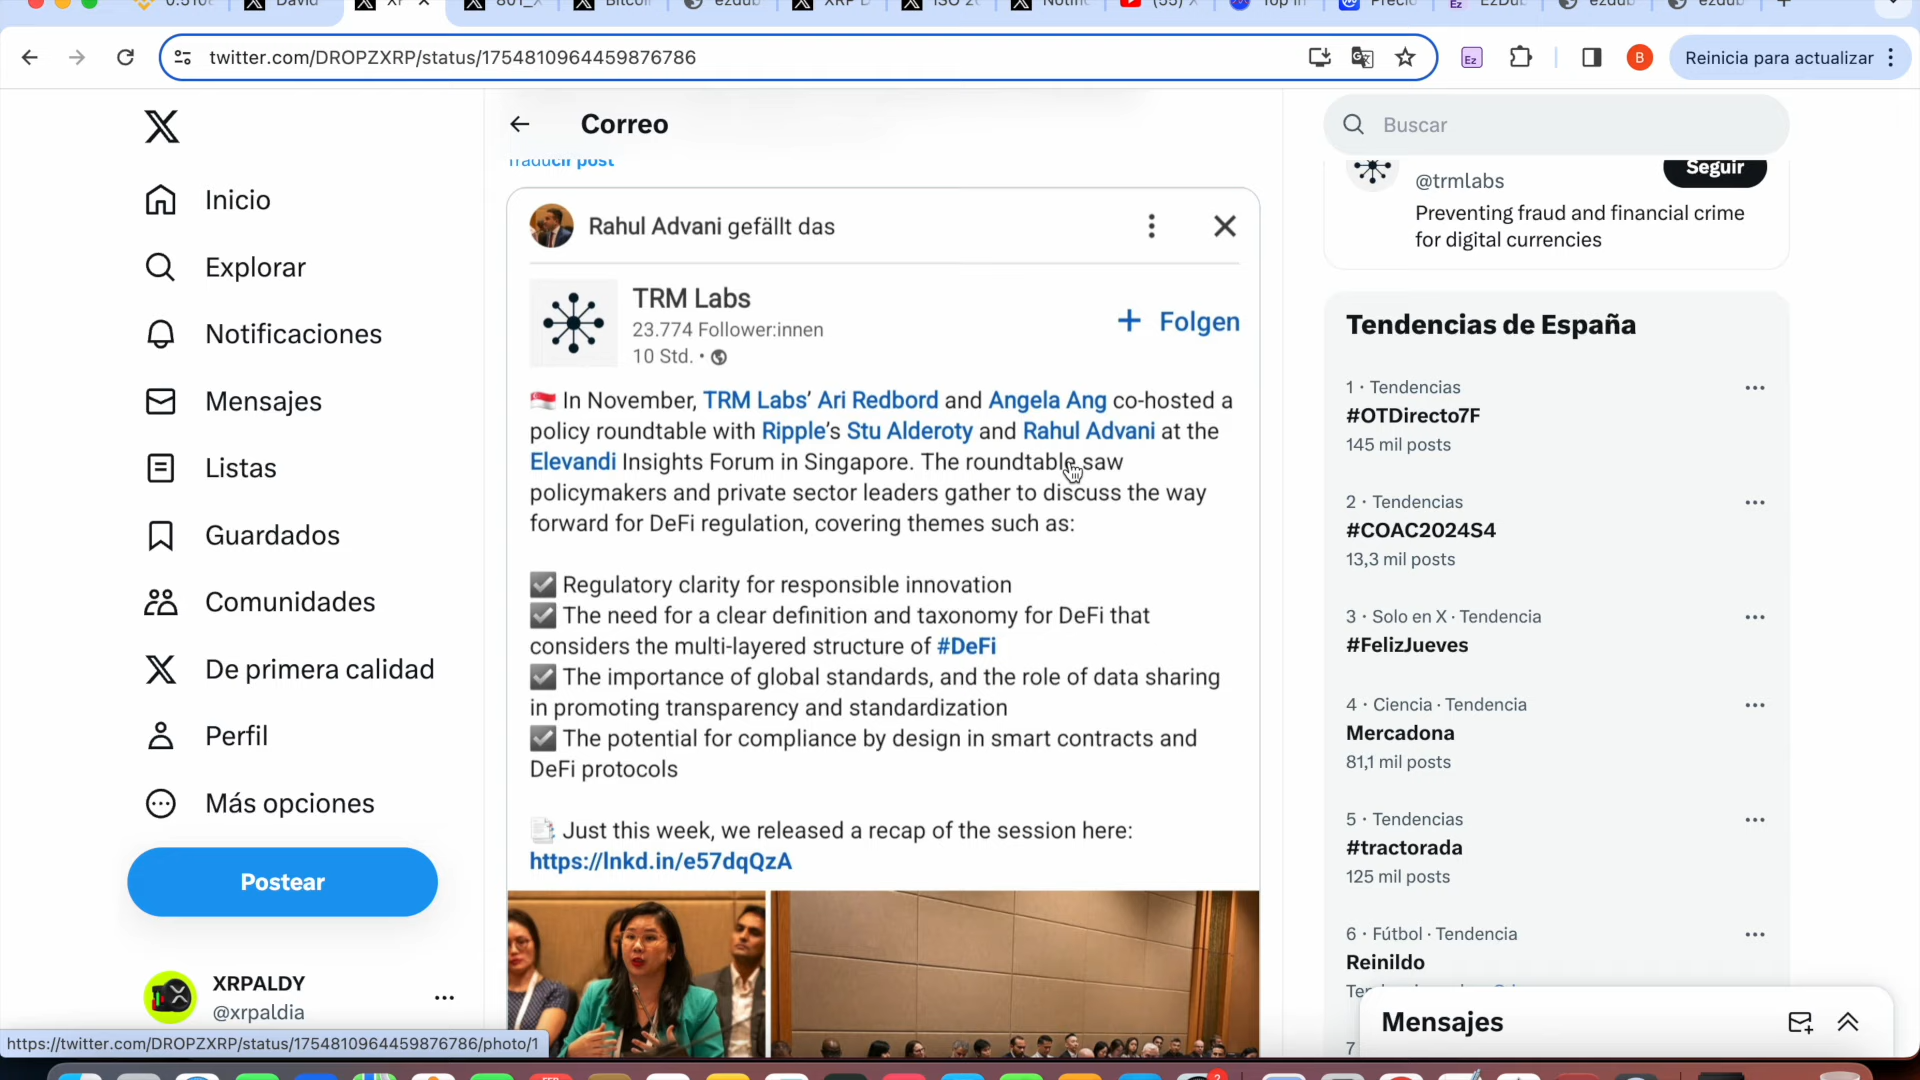 twitter.com/DROPZXRP/status/1754810964459876786
Reinicia para actualizar
Ez
B
Correo
Traducir post
Buscar
Inicio
Explorar
Notificaciones
Mensajes
Listas
Guardados
Comunidades
De primera calidad
Perfil
Más opciones
Postear
XRPALDY
@xrpaldia
https://twitter.com/DROPZXRP/status/1754810964459876786/photo/1
Rahul Advani gefällt das
TRM Labs
23.774 Follower:innen
10 Std. •
+ Folgen
In November, TRM Labs’ Ari Redbord and Angela Ang co-hosted a
policy roundtable with Ripple’s Stu Alderoty and Rahul Advani at the
Elevandi Insights Forum in Singapore. The roundtable saw
policymakers and private sector leaders gather to discuss the way
forward for DeFi regulation, covering themes such as:
Regulatory clarity for responsible innovation
The need for a clear definition and taxonomy for DeFi that
considers the multi-layered structure of #DeFi
The importance of global standards, and the role of data sharing
in promoting transparency and standardization
The potential for compliance by design in smart contracts and
DeFi protocols
Just this week, we released a recap of the session here:
https://lnkd.in/e57dqQzA
@trmlabs
Seguir
Preventing fraud and financial crime
for digital currencies
Tendencias de España
1 · Tendencias
#OTDirecto7F
145 mil posts
2 · Tendencias
#COAC2024S4
13,3 mil posts
3 · Solo en X · Tendencia
#FelizJueves
4 · Ciencia · Tendencia
Mercadona
81,1 mil posts
5 · Tendencias
#tractorada
125 mil posts
6 · Fútbol · Tendencia
Reinildo
Mensajes
7